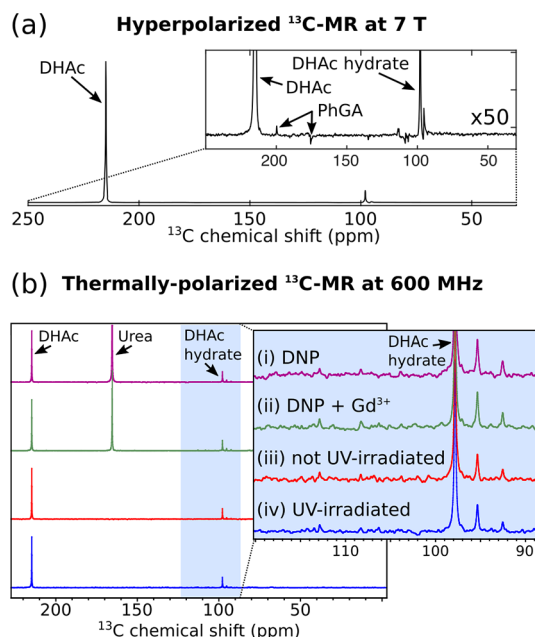 (a) Hyperpolarized ¹³C-MR at 7 T
DHAc
DHAc hydrate
DHAc
PhGA
x50
200 150 100 50
250 200 150 100 50
¹³C chemical shift (ppm)
(b) Thermally-polarized ¹³C-MR at 600 MHz
DHAc Urea DHAc
hydrate
DHAc
hydrate
(i) DNP
(ii) DNP + Gd³⁺
(iii) not UV-irradiated
(iv) UV-irradiated
110 100 90
200 150 100 50
¹³C chemical shift (ppm)